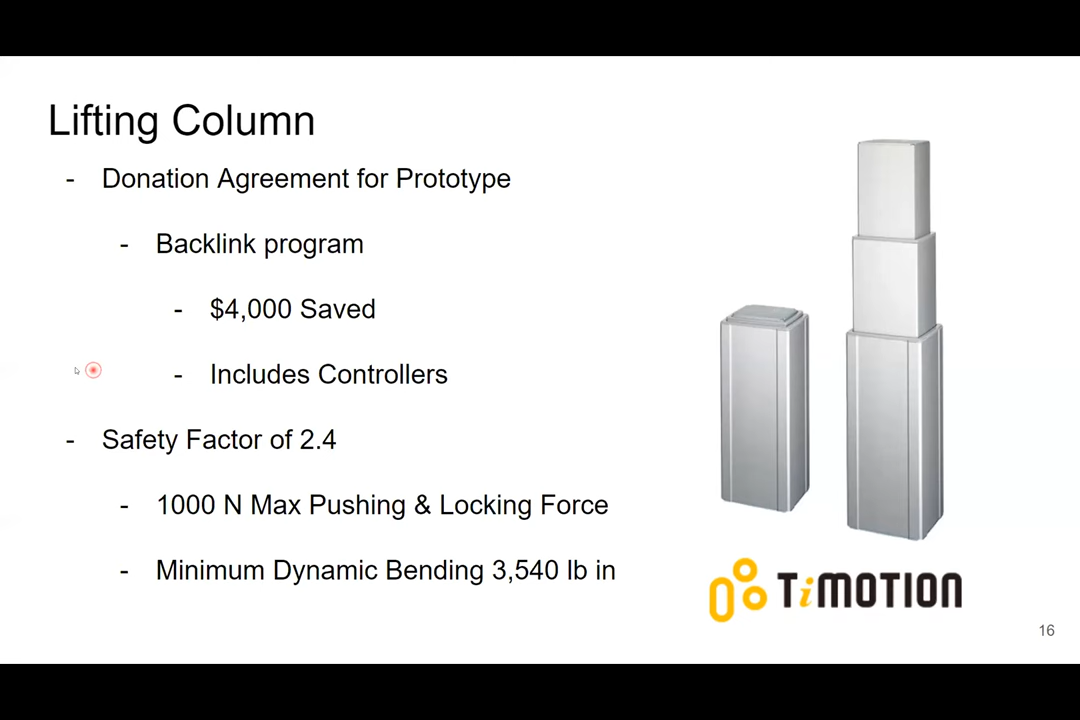 Lifting Column
- Donation Agreement for Prototype
- Backlink program
- $4,000 Saved
- Includes Controllers
- Safety Factor of 2.4
- 1000 N Max Pushing & Locking Force
- Minimum Dynamic Bending 3,540 lb in
TiMOTION
16